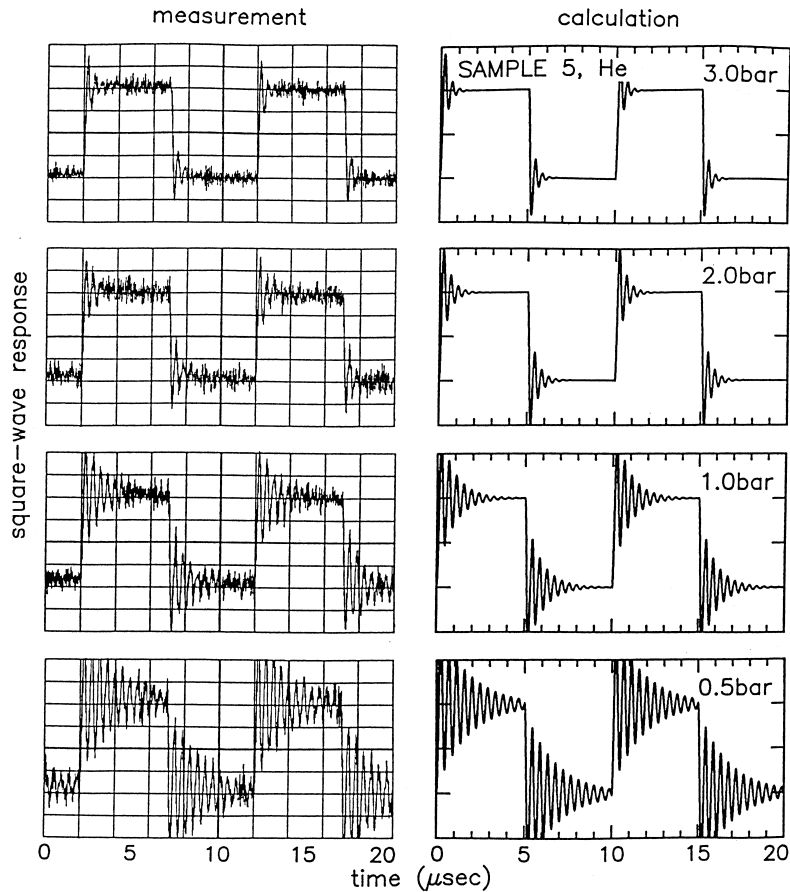 measurement
calculation
SAMPLE 5, He
3.0bar
2.0bar
1.0bar
0.5bar
square-wave response
0 5 10 15 20
0 5 10 15 20
time (μsec)